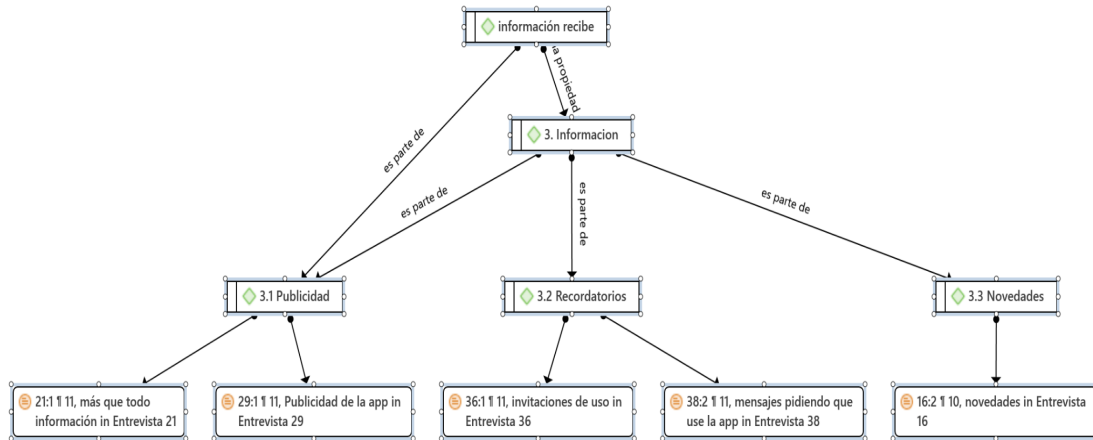 información recibe
na propiedad
3. Informacion
es parte de
es parte de
es parte de
es parte de
3.1 Publicidad
3.2 Recordatorios
3.3 Novedades
21:1 ¶ 11, más que todo
información in Entrevista 21
29:1 ¶ 11, Publicidad de la app in
Entrevista 29
36:1 ¶ 11, invitaciones de uso in
Entrevista 36
38:2 ¶ 11, mensajes pidiendo que
use la app in Entrevista 38
16:2 ¶ 10, novedades in Entrevista
16